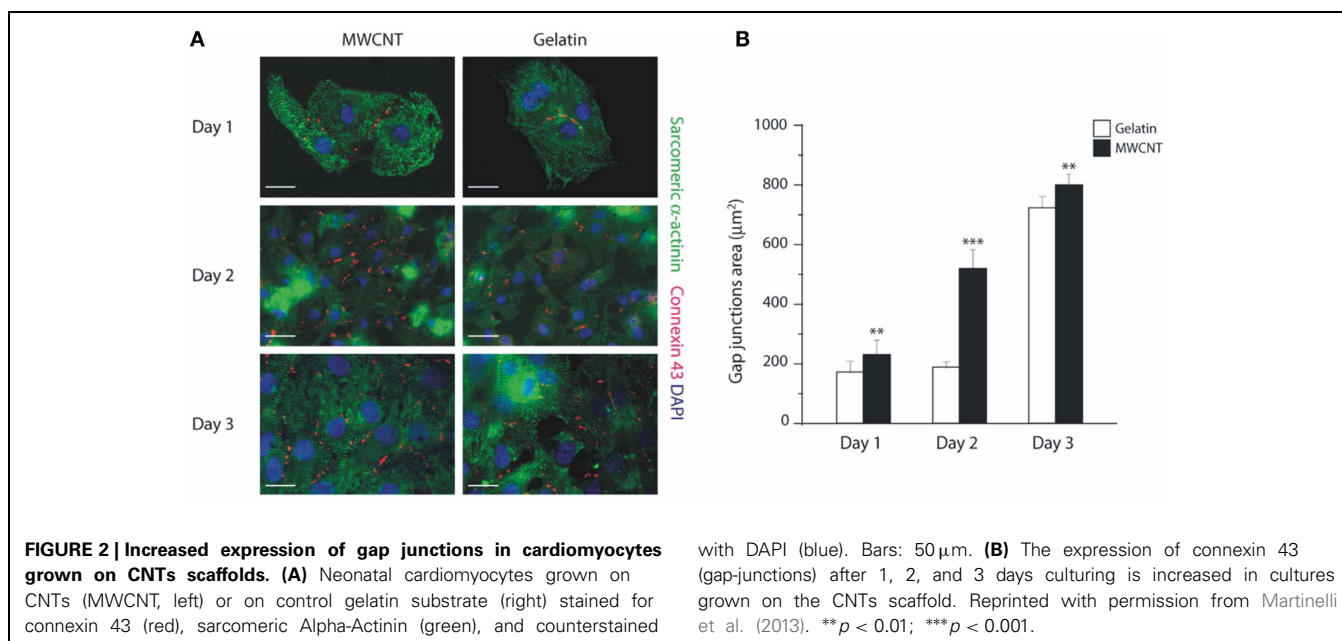 A
MWCNT
Gelatin
Day 1
Day 2
Day 3
Sarcomeric α-actinin Connexin 43 DAPI
B
Gelatin
MWCNT
Gap junctions area (μm²)
1000
800
600
400
200
0
**
***
**
Day 1
Day 2
Day 3
FIGURE 2 | Increased expression of gap junctions in cardiomyocytes
grown on CNTs scaffolds. (A) Neonatal cardiomyocytes grown on
CNTs (MWCNT, left) or on control gelatin substrate (right) stained for
connexin 43 (red), sarcomeric Alpha-Actinin (green), and counterstained
with DAPI (blue). Bars: 50 μm. (B) The expression of connexin 43
(gap-junctions) after 1, 2, and 3 days culturing is increased in cultures
grown on the CNTs scaffold. Reprinted with permission from Martinelli
et al. (2013). **p < 0.01; ***p < 0.001.